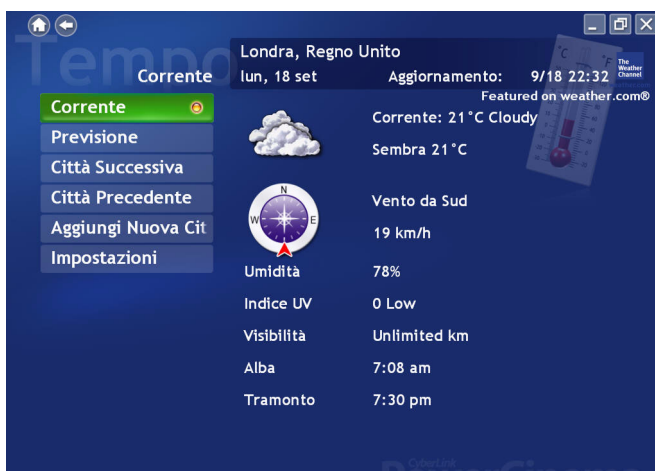 Tempo
Londra, Regno Unito
Corrente
lun, 18 set Aggiornamento: 9/18 22:32
°C °F
The Weather Channel
Featured on weather.com®
Corrente
Previsione
Città Successiva
Città Precedente
Aggiungi Nuova Cit
Impostazioni
Corrente: 21°C Cloudy
Sembra 21°C
N
W E
Vento da Sud
19 km/h
Umidità 78%
Indice UV 0 Low
Visibilità Unlimited km
Alba 7:08 am
Tramonto 7:30 pm
CyberLink